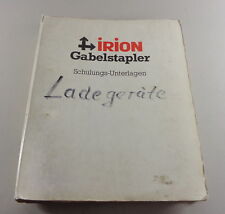 iRiON
Gabelstapler
Schulungs-Unterlagen
Ladegeräte